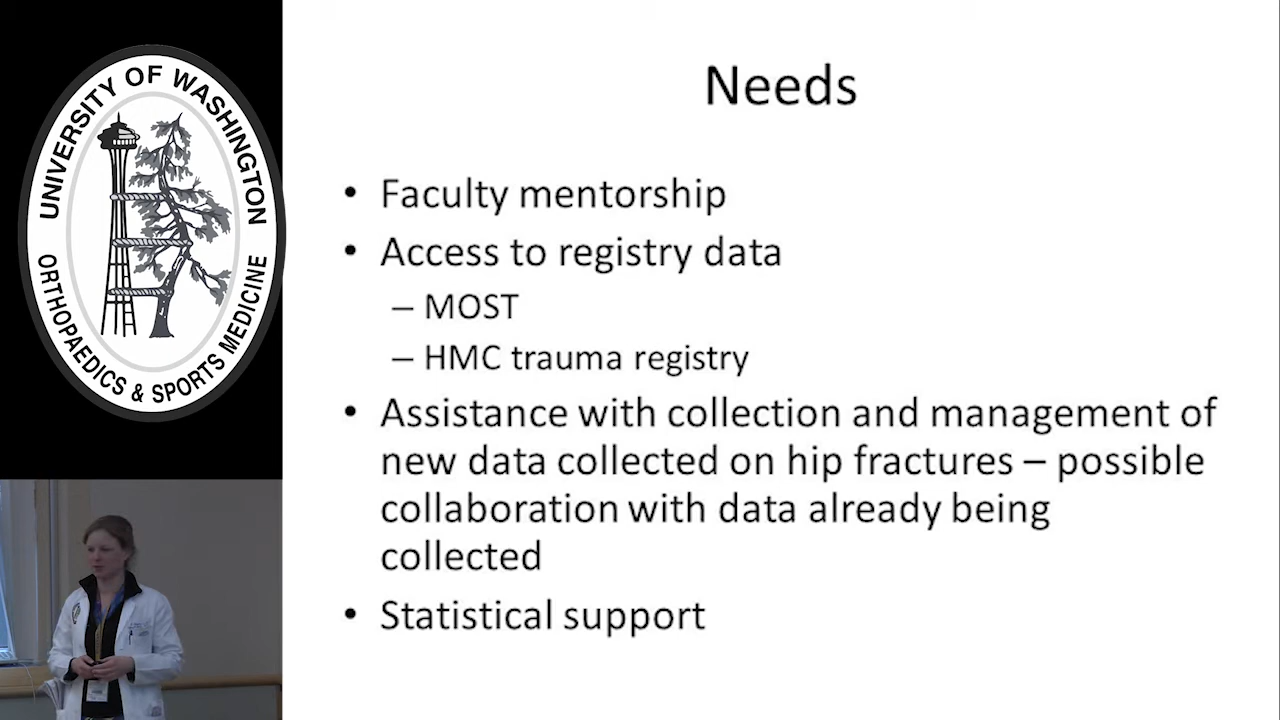 UNIVERSITY OF WASHINGTON
ORTHOPAEDICS & SPORTS MEDICINE
Needs
• Faculty mentorship
• Access to registry data
– MOST
– HMC trauma registry
• Assistance with collection and management of
new data collected on hip fractures – possible
collaboration with data already being
collected
• Statistical support